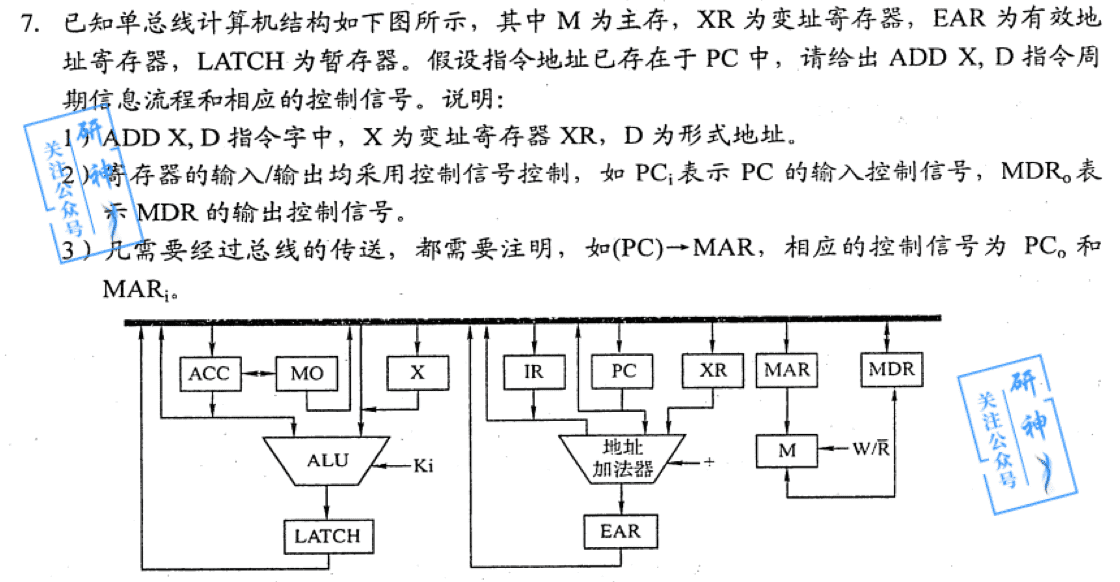 7. 已知单总线计算机结构如下图所示，其中 M 为主存，XR 为变址寄存器，EAR 为有效地
址寄存器，LATCH 为暂存器。假设指令地址已存在于 PC 中，请给出 ADD X, D 指令周
期信息流程和相应的控制信号。说明：
1）ADD X, D 指令字中，X 为变址寄存器 XR，D 为形式地址。
2）寄存器的输入/输出均采用控制信号控制，如 PCᵢ表示 PC 的输入控制信号，MDRₒ表
示 MDR 的输出控制信号。
3）凡需要经过总线的传送，都需要注明，如(PC)→MAR，相应的控制信号为 PCₒ 和
MARᵢ。
关注公众号
研神
ACC MO X IR PC XR MAR MDR
ALU Ki 地址 + M W/R̅
加法器
LATCH EAR
关注公众号
研神